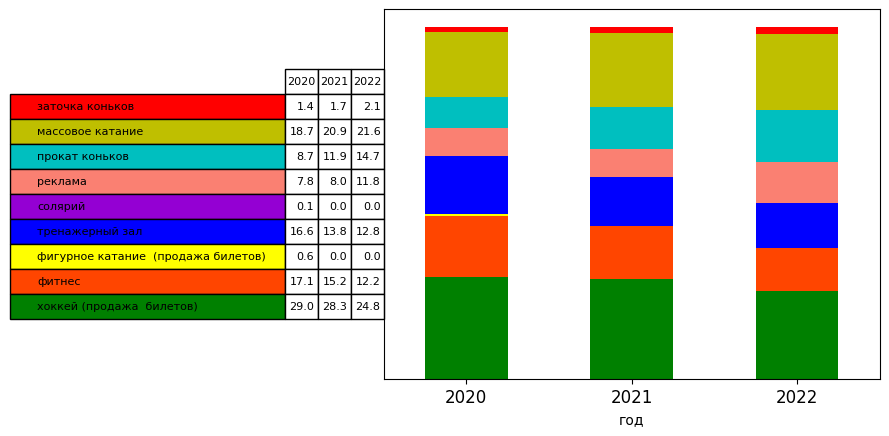 2020 2021 2022
заточка коньков 1.4 1.7 2.1
массовое катание 18.7 20.9 21.6
прокат коньков 8.7 11.9 14.7
реклама 7.8 8.0 11.8
солярий 0.1 0.0 0.0
тренажерный зал 16.6 13.8 12.8
фигурное катание  (продажа билетов) 0.6 0.0 0.0
фитнес 17.1 15.2 12.2
хоккей (продажа  билетов) 29.0 28.3 24.8
2020 2021 2022
год